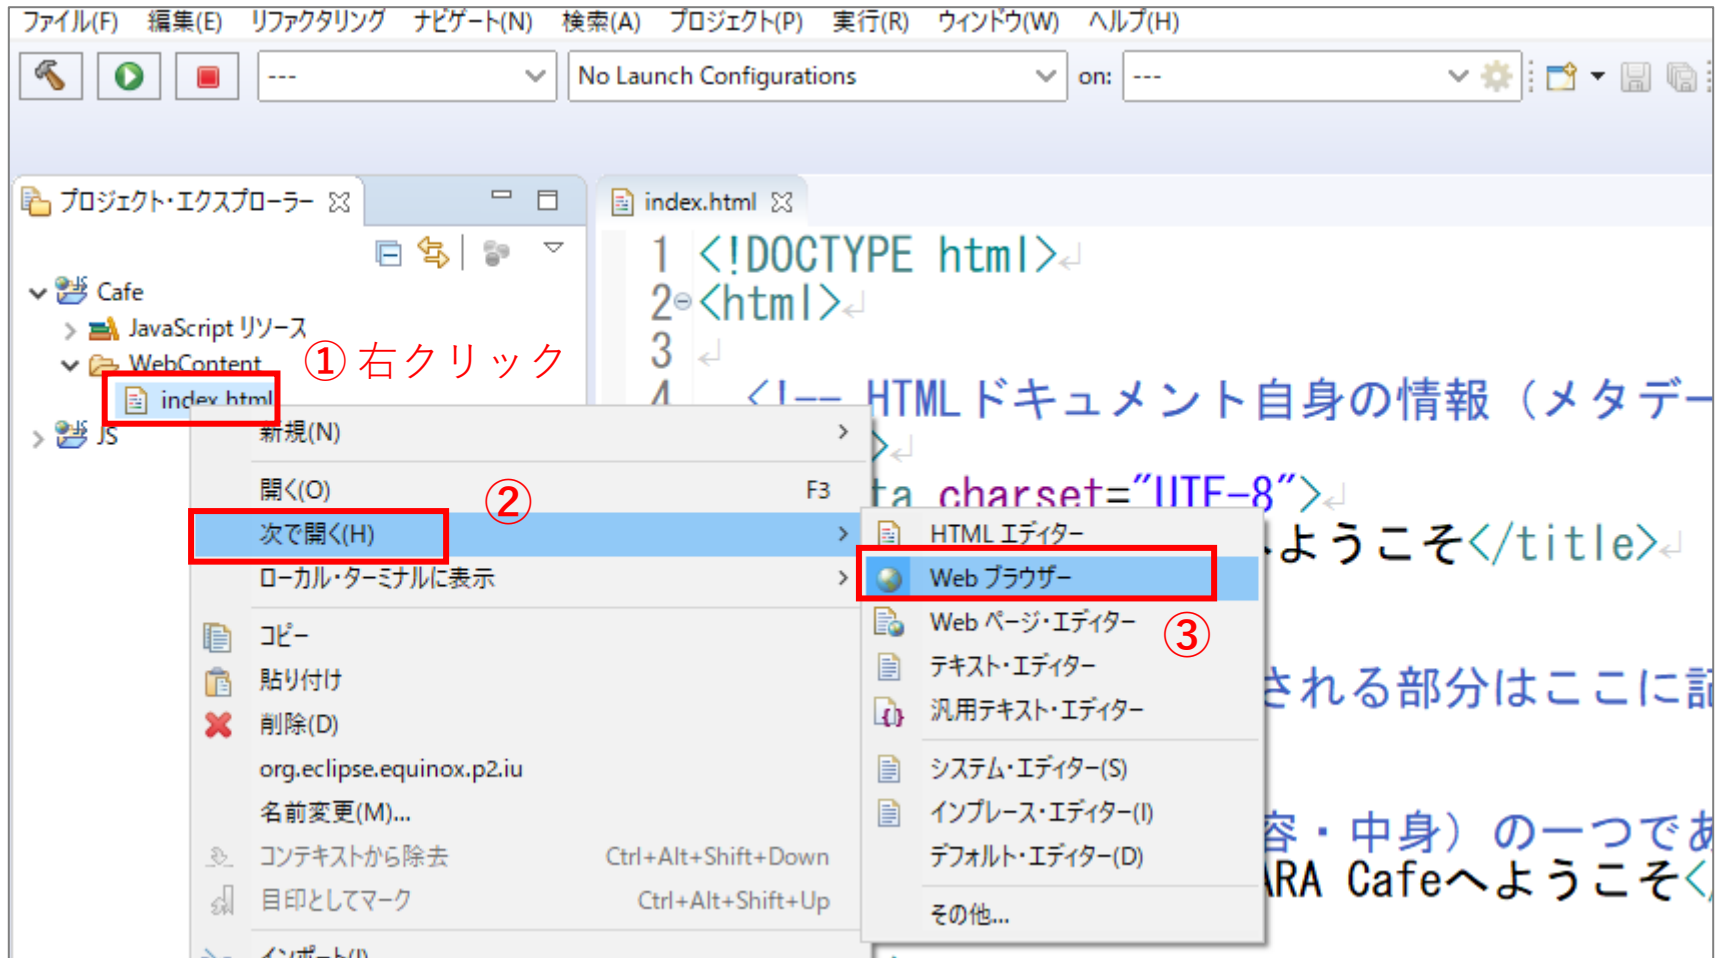 ファイル(F) 編集(E) リファクタリング ナビゲート(N) 検索(A) プロジェクト(P) 実行(R) ウィンドウ(W) ヘルプ(H)
--- No Launch Configurations on: ---
プロジェクト・エクスプローラー
index.html
Cafe
JavaScript リソース
WebContent
index.html
JS
① 右クリック
1 <!DOCTYPE html>
2 <html>
3
4 <!-- HTMLドキュメント自身の情報（メタデー
>
ta charset="UTF-8">
ようこそ</title>
される部分はここに記
容・中身）の一つであ
ARA Cafeへようこそ</
新規(N)
開く(O) F3
②
次で開く(H)
ローカル・ターミナルに表示
コピー
貼り付け
削除(D)
org.eclipse.equinox.p2.iu
名前変更(M)...
コンテキストから除去 Ctrl+Alt+Shift+Down
目印としてマーク Ctrl+Alt+Shift+Up
インポート(I)
HTML エディター
Web ブラウザー
③
Web ページ・エディター
テキスト・エディター
汎用テキスト・エディター
システム・エディター(S)
インプレース・エディター(I)
デフォルト・エディター(D)
その他...